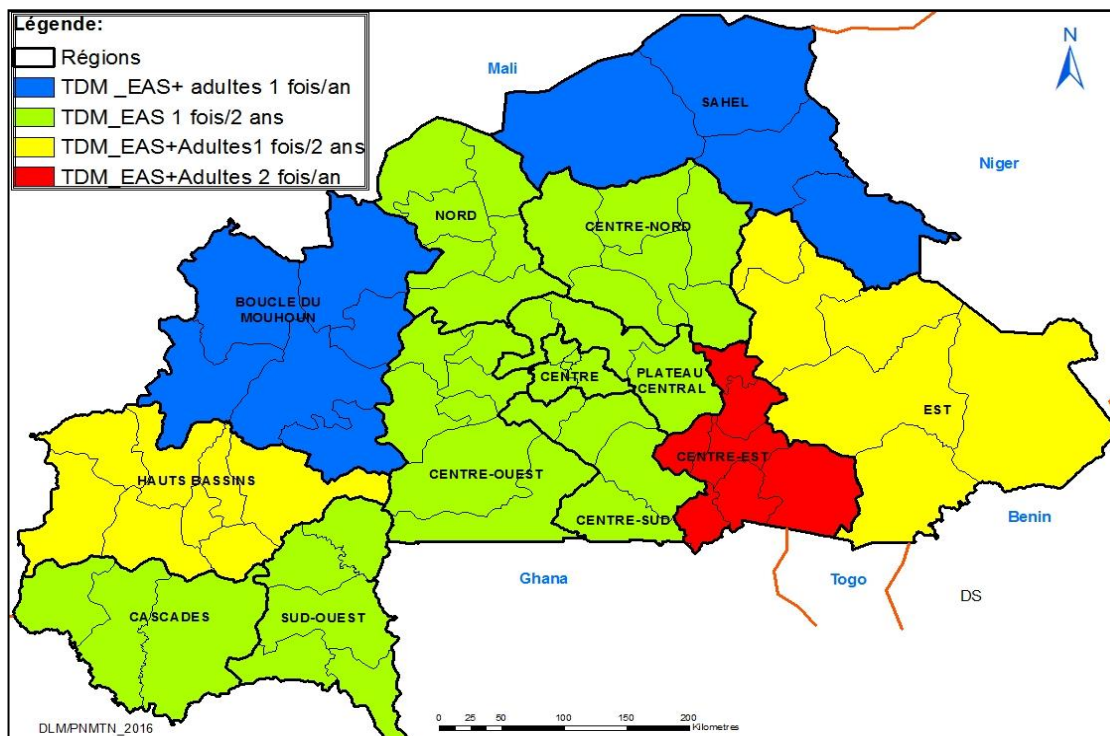 Légende:
Régions
TDM _EAS+ adultes 1 fois/an
TDM_EAS 1 fois/2 ans
TDM_EAS+Adultes1 fois/2 ans
TDM_EAS+Adultes 2 fois/an
N
Mali
SAHEL
Niger
NORD
CENTRE-NORD
BOUCLE DU
MOUHOUN
CENTRE
PLATEAU
CENTRAL
EST
CENTRE-EST
CENTRE-OUEST
HAUTS BASSINS
CENTRE-SUD
Benin
Ghana
Togo
DS
CASCADES
SUD-OUEST
0 25 50 100 150 200
Kilometres
DLM/PNMTN_2016